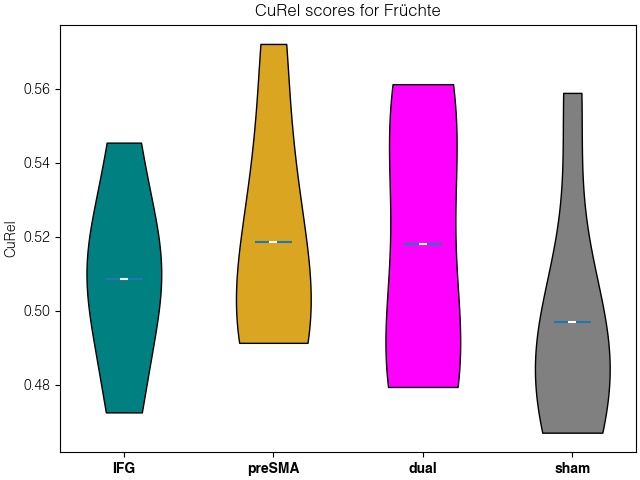 CuRel scores for Früchte
CuRel
0.56
0.54
0.52
0.50
0.48
IFG
preSMA
dual
sham